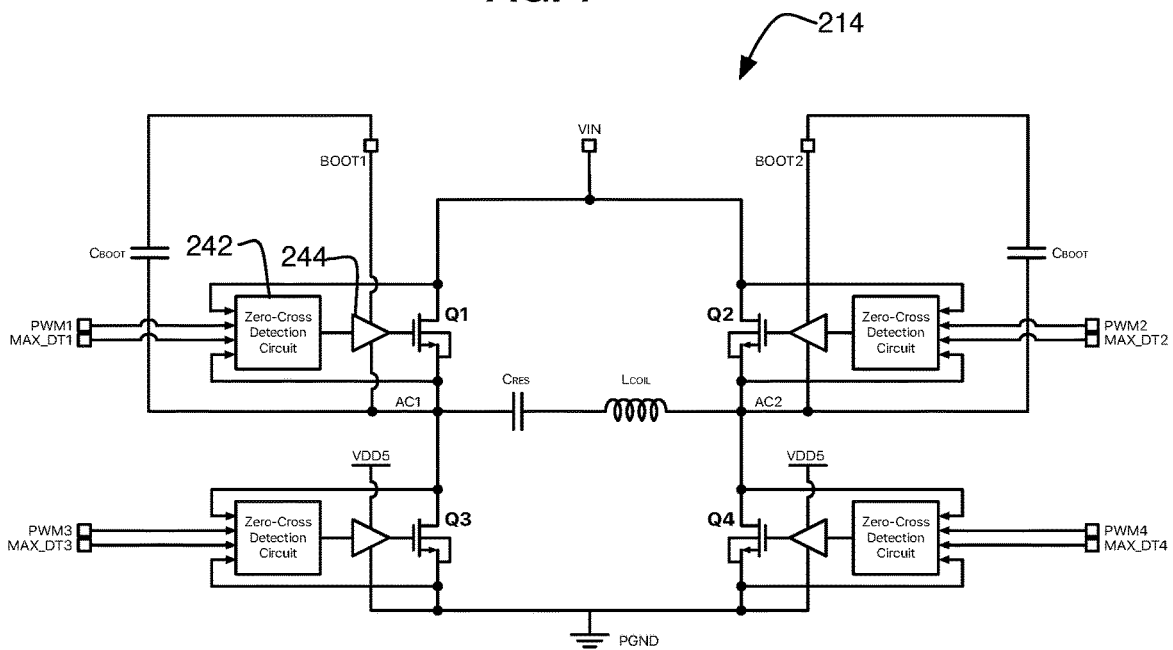 214
VIN
BOOT1
BOOT2
CBOOT
242
244
CBOOT
Q1
Q2
Zero-Cross
Detection
Circuit
Zero-Cross
Detection
Circuit
PWM1
MAX_DT1
PWM2
MAX_DT2
CRES
LCOIL
AC1
AC2
VDD5
VDD5
Q3
Q4
Zero-Cross
Detection
Circuit
Zero-Cross
Detection
Circuit
PWM3
MAX_DT3
PWM4
MAX_DT4
PGND